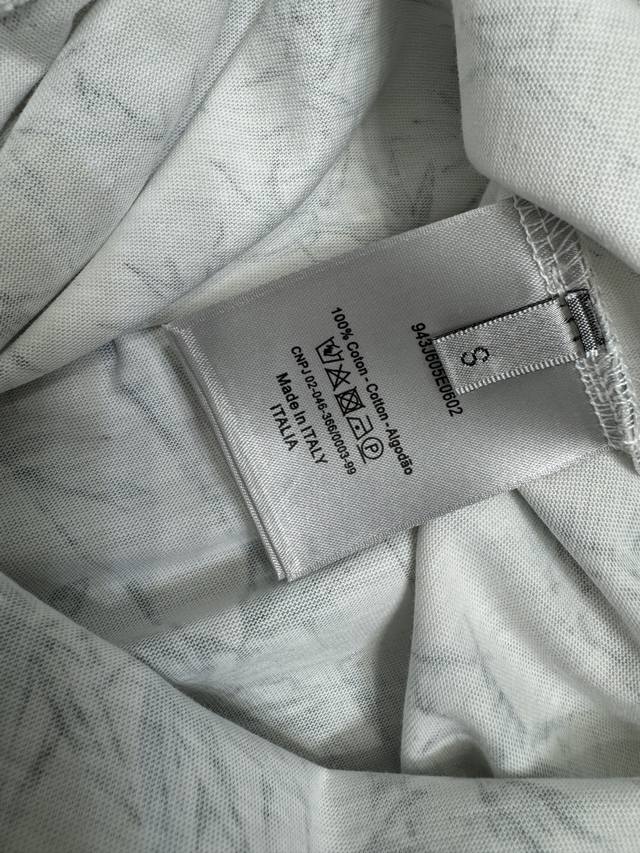 943J605E0602
S
100% Coton - Cotton - Algodão
CNPJ 02-046-366/0003-99
Made In ITALY
ITALIA